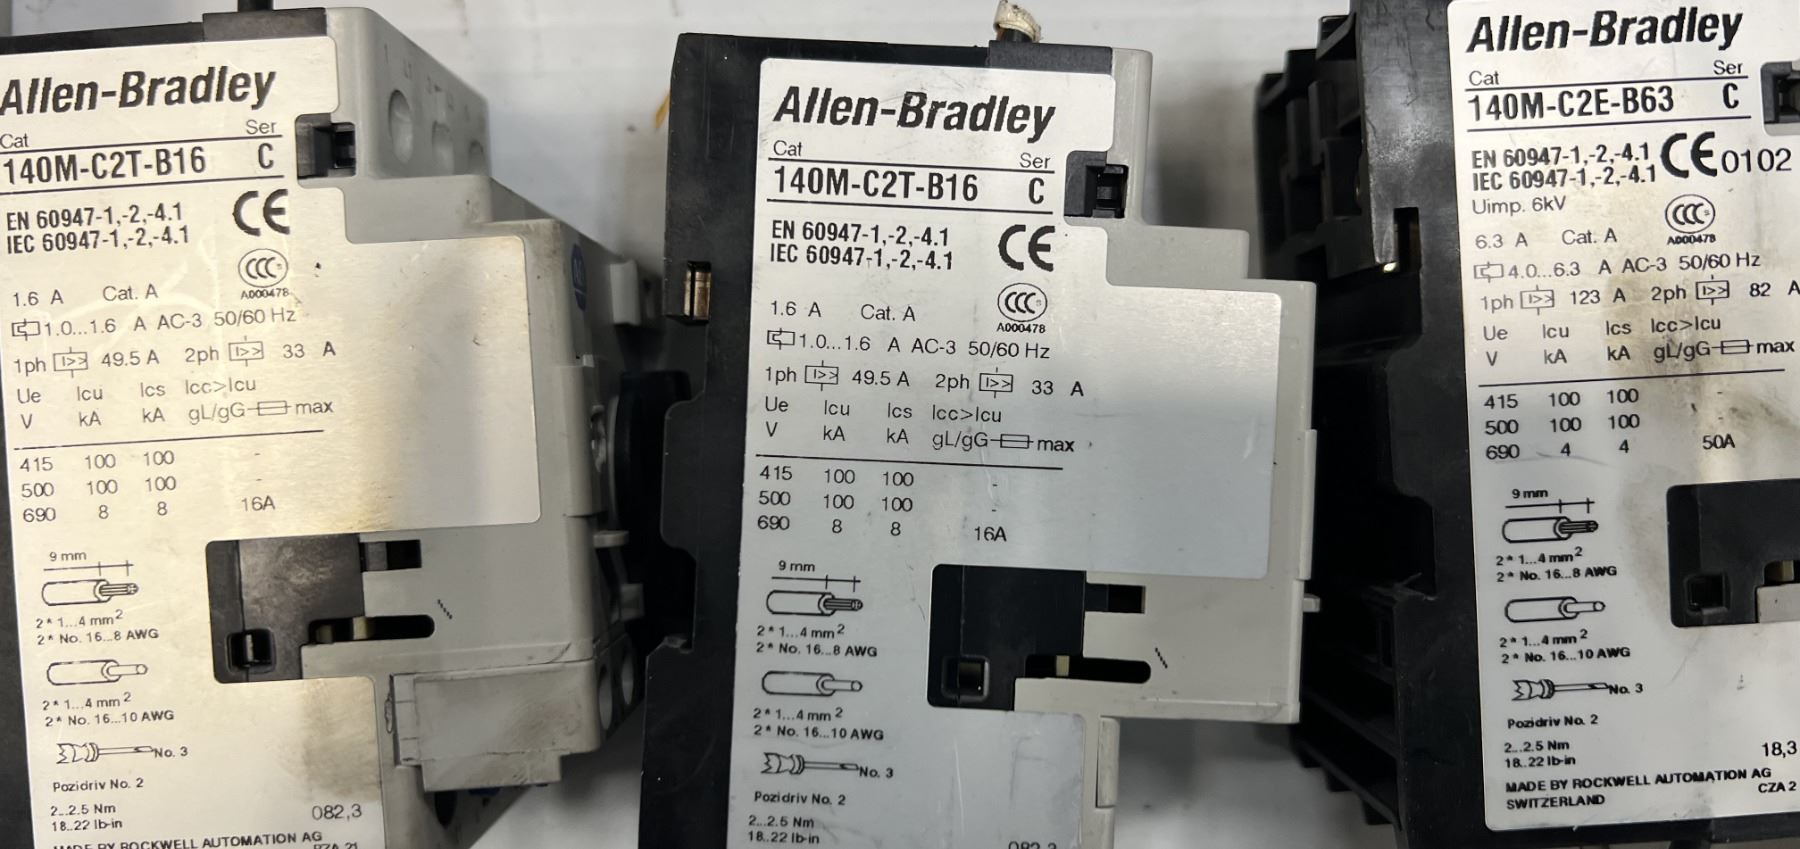 Allen-Bradley
Cat Ser
140M-C2T-B16 C
EN 60947-1,-2,-4.1
IEC 60947-1,-2,-4.1
CE
CCC
A000478
1.6 A Cat. A
1.0...1.6 A AC-3 50/60 Hz
1ph I>> 49.5 A 2ph I>> 33 A
Ue Icu Ics Icc>Icu
V kA kA gL/gG max
415 100 100 -
500 100 100 -
690 8 8 16A
9 mm
2* 1...4 mm2
2* No. 16...8 AWG
2* 1...4 mm2
2* No. 16...10 AWG
No. 3
Pozidriv No. 2
2...2.5 Nm
18..22 lb-in
082,3
MADE BY ROCKWELL AUTOMATION AG
Allen-Bradley
Cat Ser
140M-C2T-B16 C
EN 60947-1,-2,-4.1
IEC 60947-1,-2,-4.1
CE
CCC
A000478
1.6 A Cat. A
1.0...1.6 A AC-3 50/60 Hz
1ph I>> 49.5 A 2ph I>> 33 A
Ue Icu Ics Icc>Icu
V kA kA gL/gG max
415 100 100 -
500 100 100 -
690 8 8 16A
9 mm
2* 1...4 mm2
2* No. 16...8 AWG
2* 1...4 mm2
2* No. 16...10 AWG
No. 3
Pozidriv No. 2
2...2.5 Nm
18..22 lb-in
Allen-Bradley
Cat Ser
140M-C2E-B63 C
EN 60947-1,-2,-4.1
IEC 60947-1,-2,-4.1
CE 0102
Uimp. 6kV
CCC
A000478
6.3 A Cat. A
4.0...6.3 A AC-3 50/60 Hz
1ph I>> 123 A 2ph I>> 82 A
Ue Icu Ics Icc>Icu
V kA kA gL/gG max
415 100 100 -
500 100 100 -
690 4 4 50A
9 mm
2* 1...4 mm2
2* No. 16...8 AWG
2* 1...4 mm2
2* No. 16...10 AWG
No. 3
Pozidriv No. 2
2...2.5 Nm
18..22 lb-in
18,3
MADE BY ROCKWELL AUTOMATION AG
SWITZERLAND CZA 2